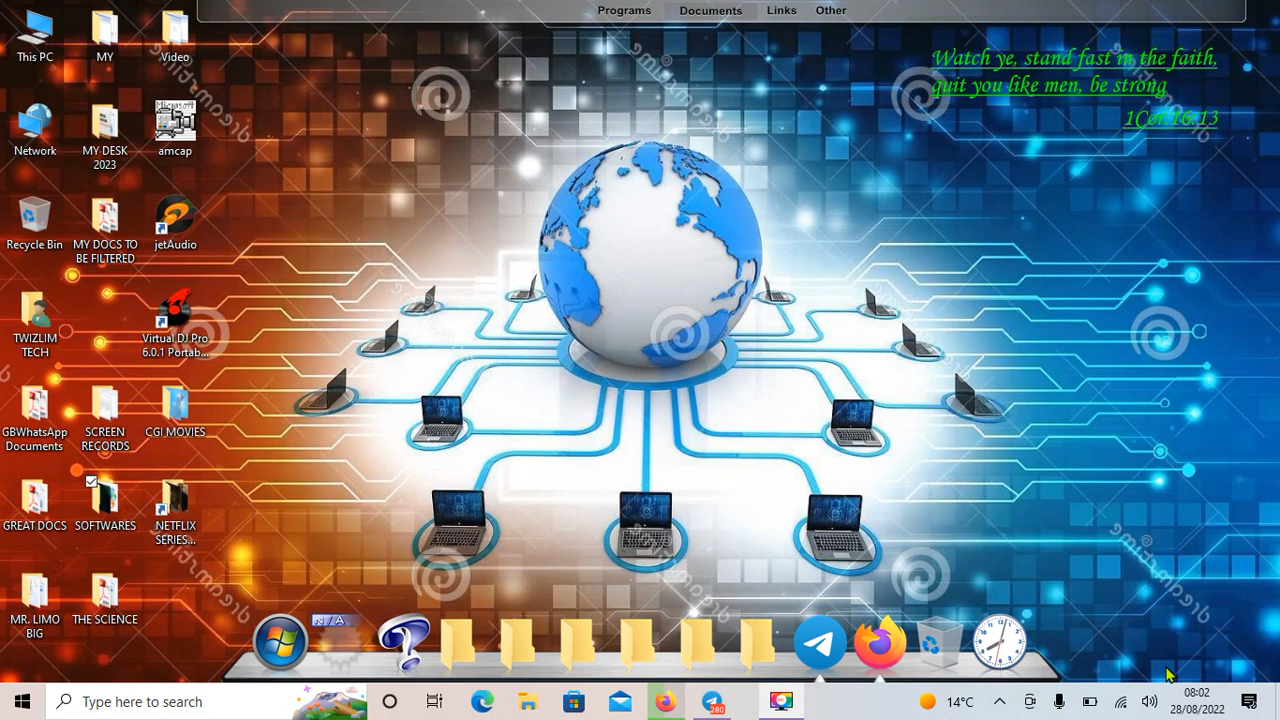 Programs Documents Links Other
Watch ye, stand fast in the faith,
quit you like men, be strong
1Cor.16:13
This PC
MY
Video
Network
MY DESK
2023
Microsoft
amcap
Recycle Bin
MY DOCS TO
BE FILTERED
jetAudio
TWIZLIM
TECH
Virtual DJ Pro
6.0.1 Portab...
GBWhatsApp
Documents
SCREEN
RECORDS
CGI MOVIES
GREAT DOCS
SOFTWARES
NETFLIX
SERIES...
MR. LIMO
BIG
THE SCIENCE
N/A
Type here to search
280
14°C
08:02
28/08/2022